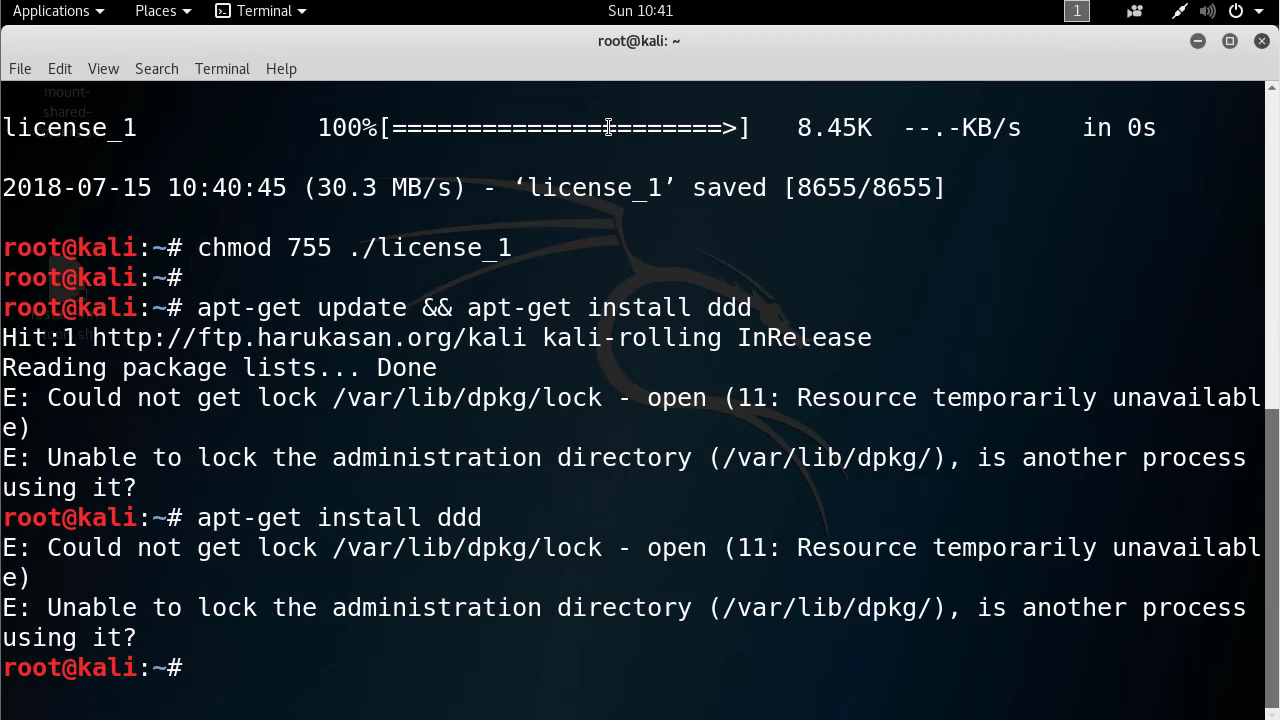 Applications Places Terminal Sun 10:41 1
root@kali: ~
File Edit View Search Terminal Help
mount-
shared-
license_1 100%[======================>] 8.45K --.-KB/s in 0s
2018-07-15 10:40:45 (30.3 MB/s) - ‘license_1’ saved [8655/8655]
root@kali:~# chmod 755 ./license_1
root@kali:~#
root@kali:~# apt-get update && apt-get install ddd
Hit:1 http://ftp.harukasan.org/kali kali-rolling InRelease
Reading package lists... Done
E: Could not get lock /var/lib/dpkg/lock - open (11: Resource temporarily unavailabl
e)
E: Unable to lock the administration directory (/var/lib/dpkg/), is another process
using it?
root@kali:~# apt-get install ddd
E: Could not get lock /var/lib/dpkg/lock - open (11: Resource temporarily unavailabl
e)
E: Unable to lock the administration directory (/var/lib/dpkg/), is another process
using it?
root@kali:~#